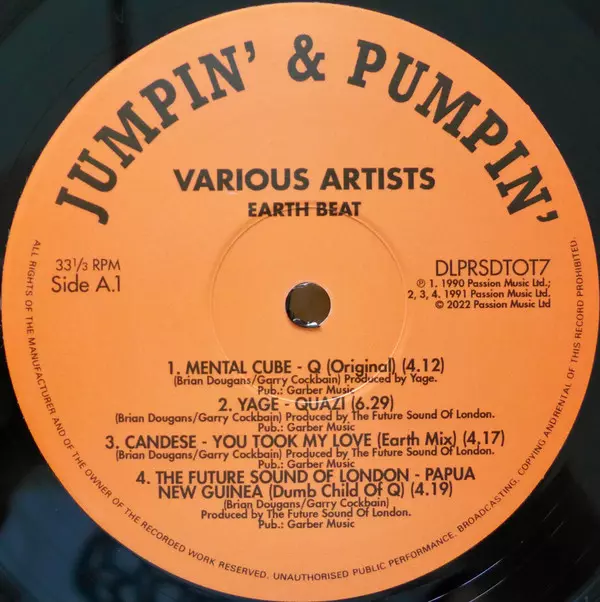 JUMPIN' & PUMPIN'
VARIOUS ARTISTS
EARTH BEAT
33 1/3 RPM
Side A.1
DLPRSDTOT7
℗ 1. 1990 Passion Music Ltd.;
2, 3, 4. 1991 Passion Music Ltd.
© 2022 Passion Music Ltd
1. MENTAL CUBE - Q (Original) (4.12)
(Brian Dougans/Garry Cockbain) Produced by Yage.
Pub.: Garber Music
2. YAGE - QUAZI (6.29)
(Brian Dougans/Garry Cockbain) Produced by The Future Sound Of London.
Pub.: Garber Music
3. CANDESE - YOU TOOK MY LOVE (Earth Mix) (4,17)
(Brian Dougans/Garry Cockbain) Produced by The Future Sound Of London.
Pub.: Garber Music
4. THE FUTURE SOUND OF LONDON - PAPUA
NEW GUINEA (Dumb Child Of Q) (4.19)
(Brian Dougans/Garry Cockbain)
Produced by The Future Sound Of London.
Pub.: Garber Music
ALL RIGHTS OF THE MANUFACTURER AND OF THE OWNER OF THE RECORDED WORK RESERVED. UNAUTHORISED PUBLIC PERFORMANCE, BROADCASTING, COPYING ANDRENTAL OF THIS RECORD PROHIBITED.